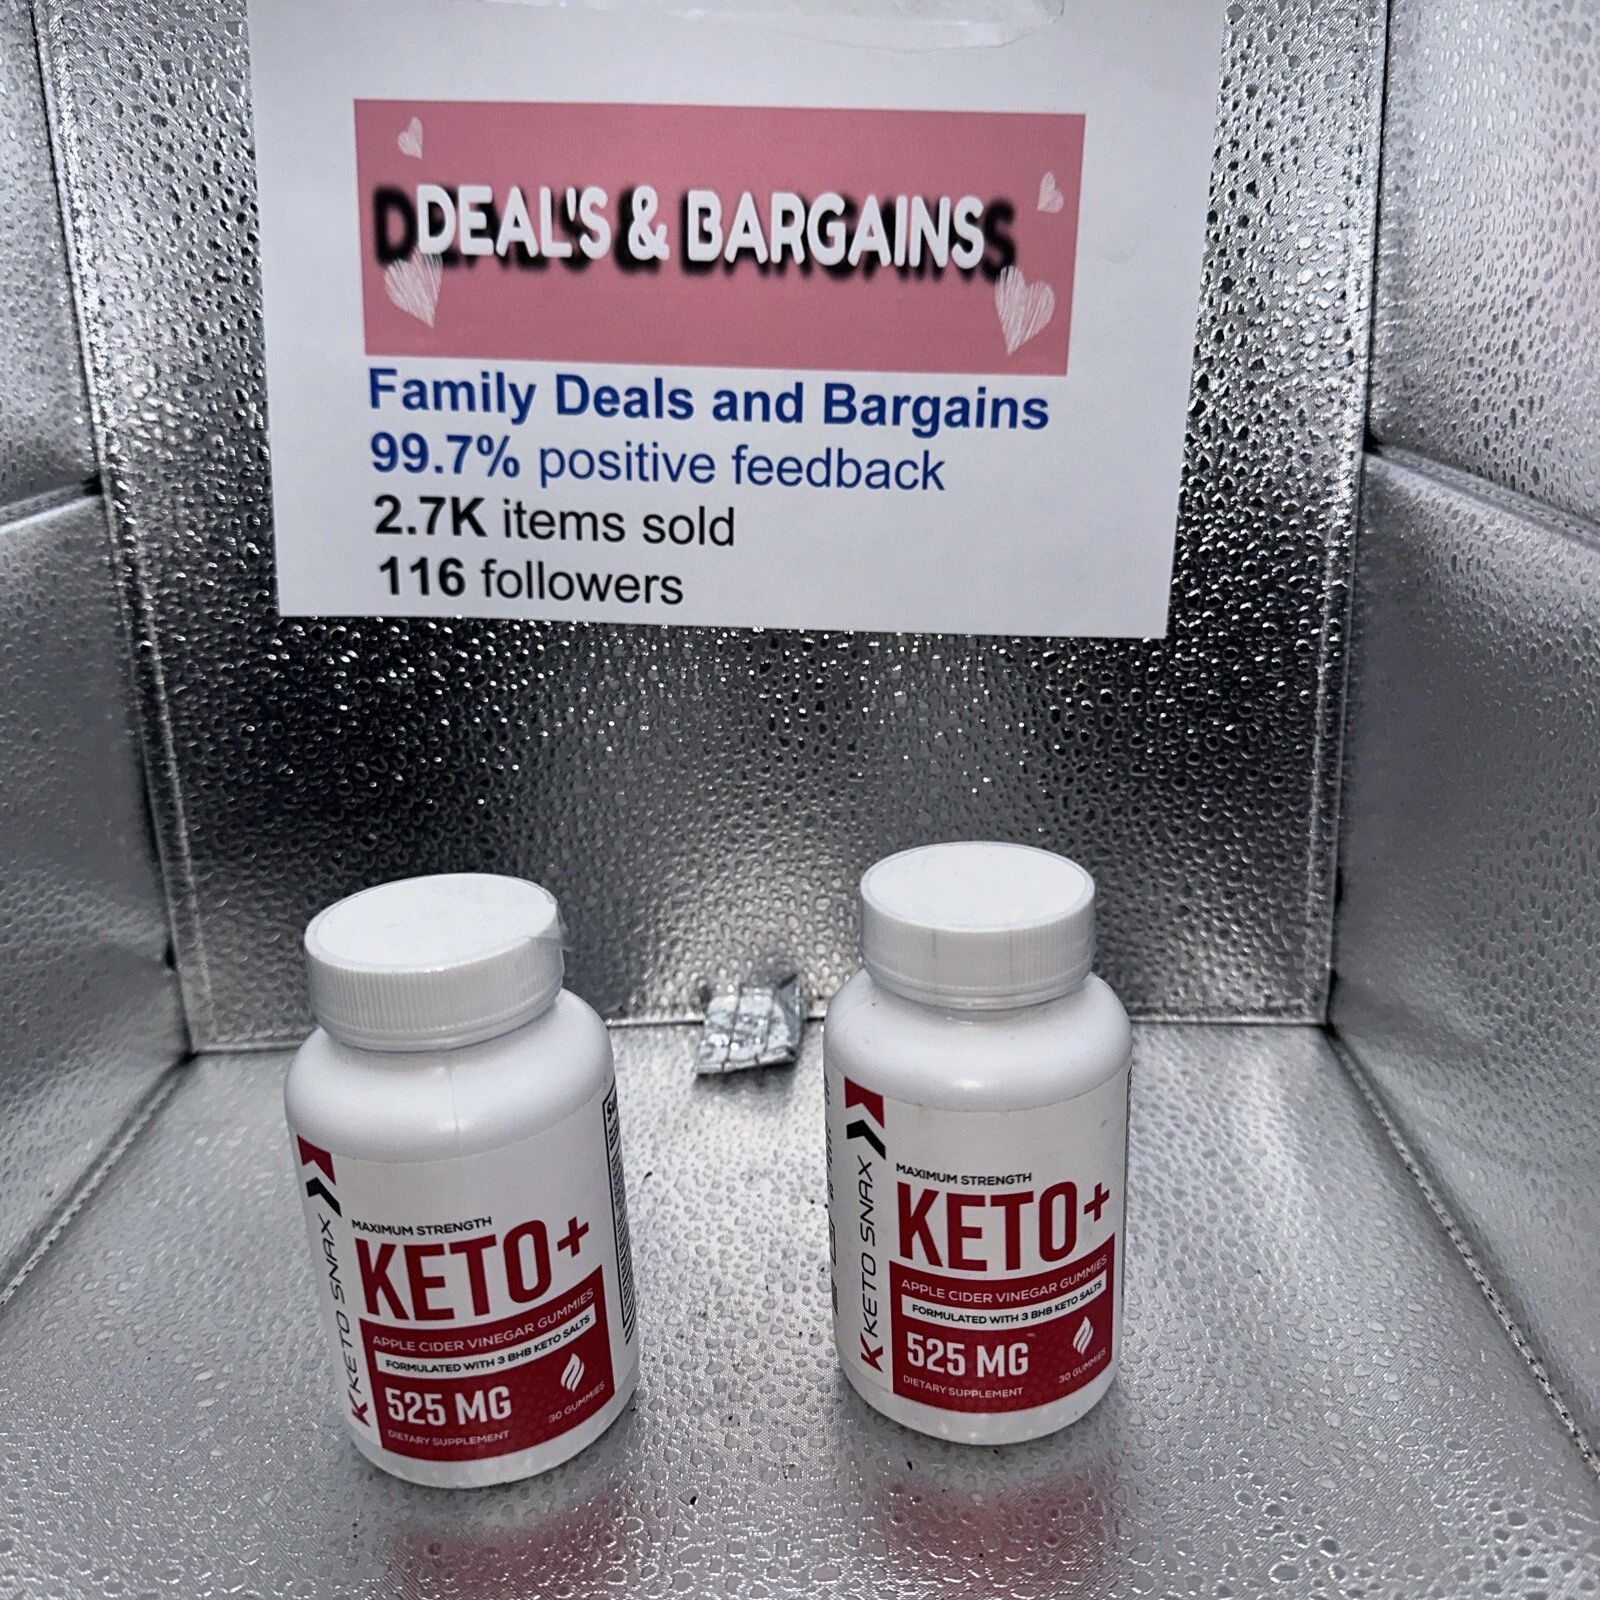 DEAL'S & BARGAINS
Family Deals and Bargains
99.7% positive feedback
2.7K items sold
116 followers
KETO SNAX
MAXIMUM STRENGTH
KETO+
APPLE CIDER VINEGAR GUMMIES
FORMULATED WITH 3 BHB KETO SALTS
525 MG
30 GUMMIES
DIETARY SUPPLEMENT
KETO SNAX
MAXIMUM STRENGTH
KETO+
APPLE CIDER VINEGAR GUMMIES
FORMULATED WITH 3 BHB KETO SALTS
525 MG
30 GUMMIES
DIETARY SUPPLEMENT